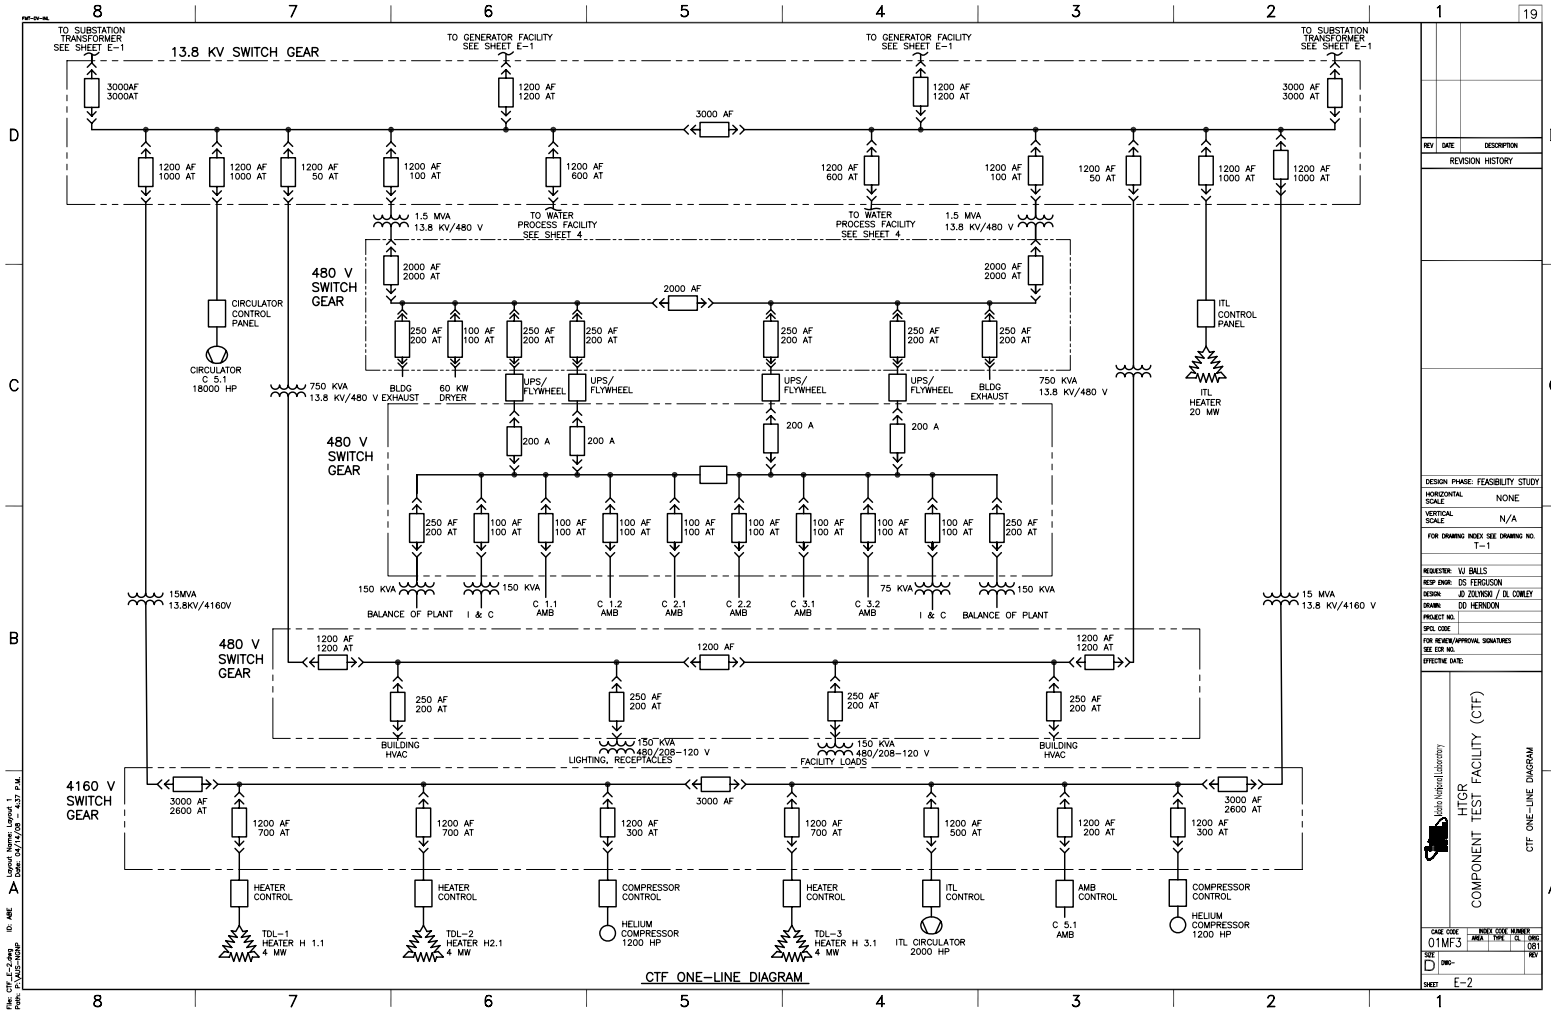 FMT-DV-INL
8
7
6
5
4
3
2
1
19
TO SUBSTATION
TRANSFORMER
SEE SHEET E-1
13.8 KV SWITCH GEAR
TO GENERATOR FACILITY
SEE SHEET E-1
TO GENERATOR FACILITY
SEE SHEET E-1
TO SUBSTATION
TRANSFORMER
SEE SHEET E-1
3000AF
3000AT
1200 AF
1200 AT
1200 AF
1200 AT
3000 AF
3000 AT
3000 AF
D
1200 AF
1000 AT
1200 AF
1000 AT
1200 AF
50 AT
1200 AF
100 AT
1200 AF
600 AT
1200 AF
600 AT
1200 AF
100 AT
1200 AF
50 AT
1200 AF
1000 AT
1200 AF
1000 AT
1.5 MVA
13.8 KV/480 V
TO WATER
PROCESS FACILITY
SEE SHEET 4
TO WATER
PROCESS FACILITY
SEE SHEET 4
1.5 MVA
13.8 KV/480 V
480 V
SWITCH
GEAR
2000 AF
2000 AT
2000 AF
2000 AF
2000 AT
CIRCULATOR
CONTROL
PANEL
ITL
CONTROL
PANEL
250 AF
200 AT
100 AF
100 AT
250 AF
200 AT
250 AF
200 AT
250 AF
200 AT
250 AF
200 AT
250 AF
200 AT
C
CIRCULATOR
C 5.1
18000 HP
750 KVA
13.8 KV/480 V
BLDG
EXHAUST
60 KW
DRYER
UPS/
FLYWHEEL
UPS/
FLYWHEEL
UPS/
FLYWHEEL
UPS/
FLYWHEEL
BLDG
EXHAUST
750 KVA
13.8 KV/480 V
ITL
HEATER
20 MW
480 V
SWITCH
GEAR
200 A
200 A
200 A
200 A
250 AF
200 AT
100 AF
100 AT
100 AF
100 AT
100 AF
100 AT
100 AF
100 AT
100 AF
100 AT
100 AF
100 AT
100 AF
100 AT
100 AF
100 AT
250 AF
200 AT
15MVA
13.8KV/4160V
150 KVA
150 KVA
75 KVA
150 KVA
15 MVA
13.8 KV/4160 V
BALANCE OF PLANT
I & C
C 1.1
AMB
C 1.2
AMB
C 2.1
AMB
C 2.2
AMB
C 3.1
AMB
C 3.2
AMB
I & C
BALANCE OF PLANT
B
480 V
SWITCH
GEAR
1200 AF
1200 AT
1200 AF
1200 AF
1200 AT
250 AF
200 AT
250 AF
200 AT
250 AF
200 AT
250 AF
200 AT
BUILDING
HVAC
150 KVA
480/208-120 V
LIGHTING, RECEPTACLES
150 KVA
480/208-120 V
FACILITY LOADS
BUILDING
HVAC
4160 V
SWITCH
GEAR
3000 AF
2600 AT
3000 AF
3000 AF
2600 AT
1200 AF
700 AT
1200 AF
700 AT
1200 AF
300 AT
1200 AF
700 AT
1200 AF
500 AT
1200 AF
200 AT
1200 AF
300 AT
A
HEATER
CONTROL
HEATER
CONTROL
COMPRESSOR
CONTROL
HEATER
CONTROL
ITL
CONTROL
AMB
CONTROL
COMPRESSOR
CONTROL
TDL-1
HEATER H 1.1
4 MW
TDL-2
HEATER H2.1
4 MW
HELIUM
COMPRESSOR
1200 HP
TDL-3
HEATER H 3.1
4 MW
ITL CIRCULATOR
2000 HP
C 5.1
AMB
HELIUM
COMPRESSOR
1200 HP
CTF ONE-LINE DIAGRAM
8
7
6
5
4
3
2
1
REV DATE DESCRIPTION
REVISION HISTORY
DESIGN PHASE: FEASIBILITY STUDY
HORIZONTAL
SCALE NONE
VERTICAL
SCALE N/A
FOR DRAWING INDEX SEE DRAWING NO.
T-1
REQUESTER: VJ BALLS
RESP ENGR: DS FERGUSON
DESIGN: JD ZOLYNSKI / DL COWLEY
DRAWN: DD HERNDON
PROJECT NO.
SPCL CODE
FOR REVIEW/APPROVAL SIGNATURES
SEE ECR NO.
EFFECTIVE DATE:
Idaho National Laboratory
HTGR
COMPONENT TEST FACILITY (CTF)
CTF ONE-LINE DIAGRAM
CAGE CODE
01MF3
INDEX CODE NUMBER
AREA TYPE CL ORIG
081
SIZE
D
DWG-
REV
SHEET E-2
File: CTF_E-2.dwg ID: ABE Layout Name: Layout 1
Path: P:\AUS-NGNP Date: 04/14/08 - 4:37 P.M.